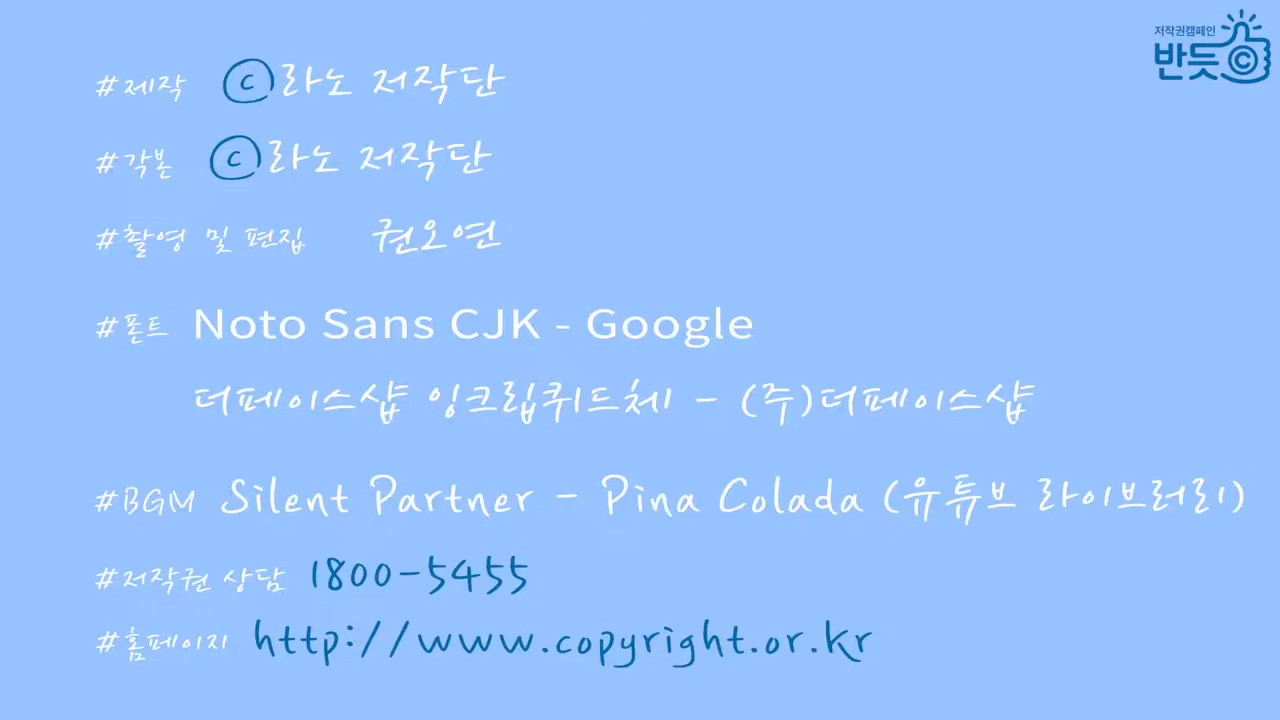 저작권캠페인
반듯ⓒ
#제작 ⓒ라노 저작단
#각본 ⓒ라노 저작단
#촬영 및 편집 권오연
#폰트 Noto Sans CJK - Google
더페이스샵 잉크립퀴드체 - (주)더페이스샵
#BGM Silent Partner - Pina Colada (유튜브 라이브러리)
#저작권 상담 1800-5455
#홈페이지 http://www.copyright.or.kr